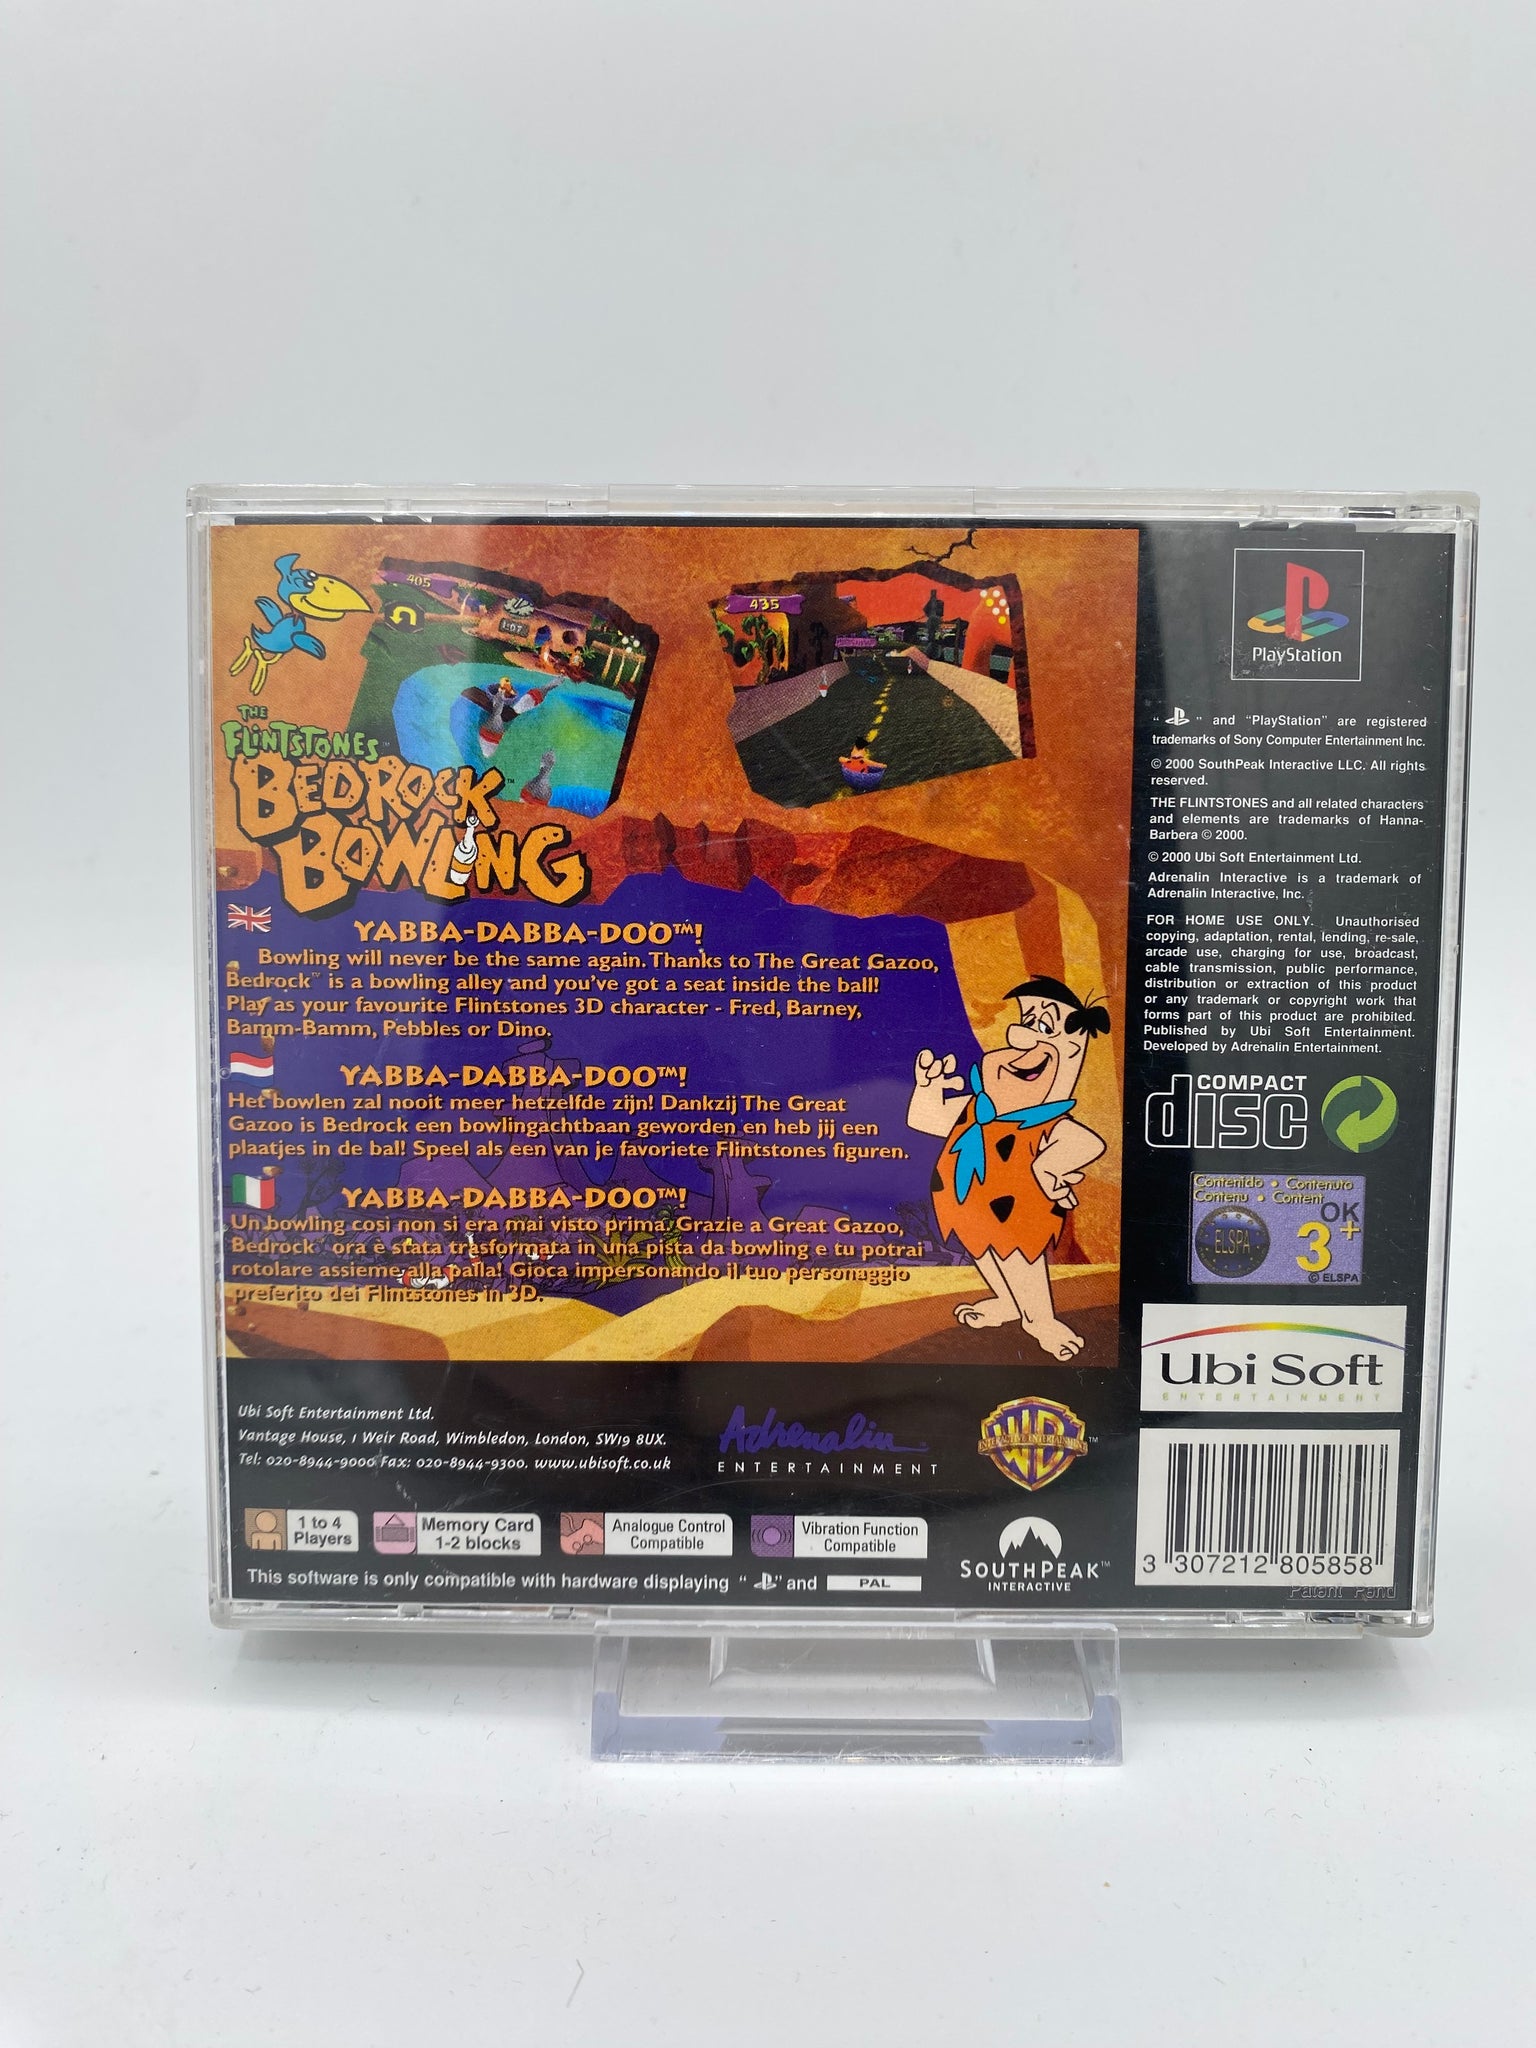 405
1:07
435
THE
FLINTSTONES™
BEDROCK™
BOWLING
YABBA-DABBA-DOO™!
Bowling will never be the same again. Thanks to The Great Gazoo,
Bedrock™ is a bowling alley and you've got a seat inside the ball!
Play as your favourite Flintstones 3D character - Fred, Barney,
Bamm-Bamm, Pebbles or Dino.
YABBA-DABBA-DOO™!
Het bowlen zal nooit meer hetzelfde zijn! Dankzij The Great
Gazoo is Bedrock een bowlingachtbaan geworden en heb jij een
plaatjes in de bal! Speel als een van je favoriete Flintstones figuren.
YABBA-DABBA-DOO™!
Un bowling cosi non si era mai visto prima. Grazie a Great Gazoo,
Bedrock™ ora è stata trasformata in una pista da bowling e tu potrai
rotolare assieme alla palla! Gioca impersonando il tuo personaggio
preferito dei Flintstones in 3D.
Ubi Soft Entertainment Ltd.
Vantage House, 1 Weir Road, Wimbledon, London, SW19 8UX.
Tel: 020-8944-9000 Fax: 020-8944-9300. www.ubisoft.co.uk
Adrenalin™
ENTERTAINMENT
WB™
INTERACTIVE ENTERTAINMENT
1 to 4
Players
Memory Card
1-2 blocks
Analogue Control
Compatible
Vibration Function
Compatible
This software is only compatible with hardware displaying " " and PAL
SOUTHPEAK™
INTERACTIVE
PlayStation
" " and "PlayStation" are registered
trademarks of Sony Computer Entertainment Inc.
© 2000 SouthPeak Interactive LLC. All rights
reserved.
THE FLINTSTONES and all related characters
and elements are trademarks of Hanna-
Barbera © 2000.
© 2000 Ubi Soft Entertainment Ltd.
Adrenalin Interactive is a trademark of
Adrenalin Interactive, Inc.
FOR HOME USE ONLY. Unauthorised
copying, adaptation, rental, lending, re-sale,
arcade use, charging for use, broadcast,
cable transmission, public performance,
distribution or extraction of this product
or any trademark or copyright work that
forms part of this product are prohibited.
Published by Ubi Soft Entertainment.
Developed by Adrenalin Entertainment.
COMPACT
disc
Contenido • Contenuto
Contenu • Content
ELSPA
OK
3+
© ELSPA
Ubi Soft
ENTERTAINMENT
3 307212 805858
Patent Pend